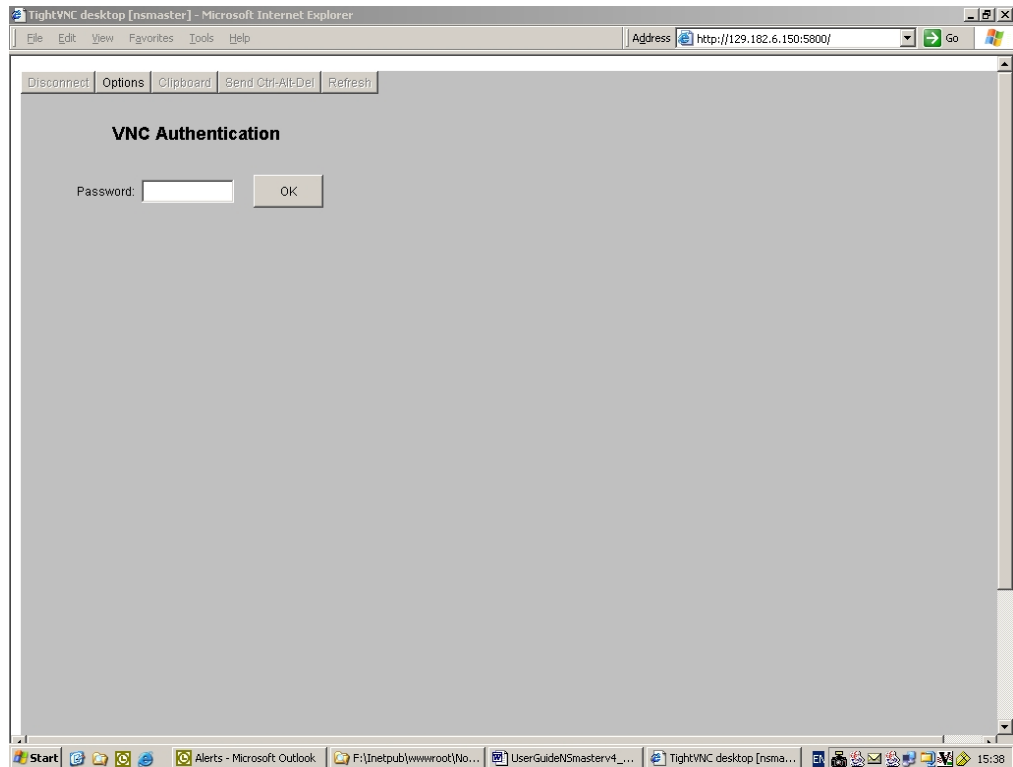 TightVNC desktop [nsmaster] - Microsoft Internet Explorer
File Edit View Favorites Tools Help Address http://129.182.6.150:5800/ Go
Disconnect Options Clipboard Send Ctrl-Alt-Del Refresh
VNC Authentication
Password: OK
Start Alerts - Microsoft Outlook F:\Inetpub\wwwroot\No... UserGuideNSmasterv4_... TightVNC desktop [nsma... EN 15:38